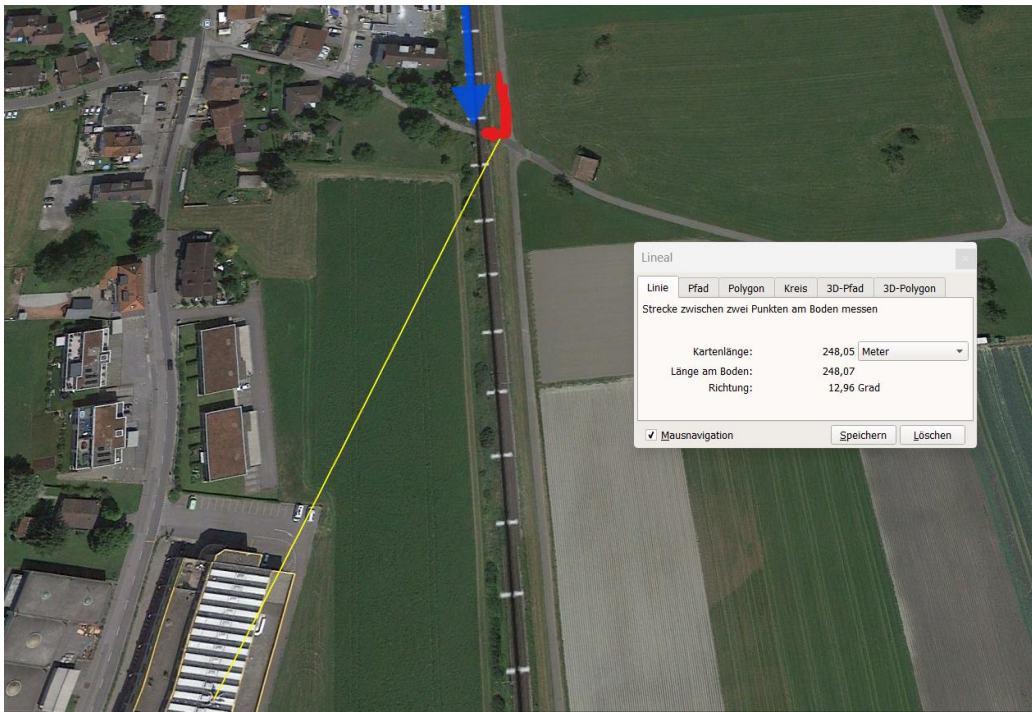 Lineal
Linie Pfad Polygon Kreis 3D-Pfad 3D-Polygon
Strecke zwischen zwei Punkten am Boden messen
Kartenlänge: 248,05 Meter
Länge am Boden: 248,07
Richtung: 12,96 Grad
Mausnavigation Speichern Löschen